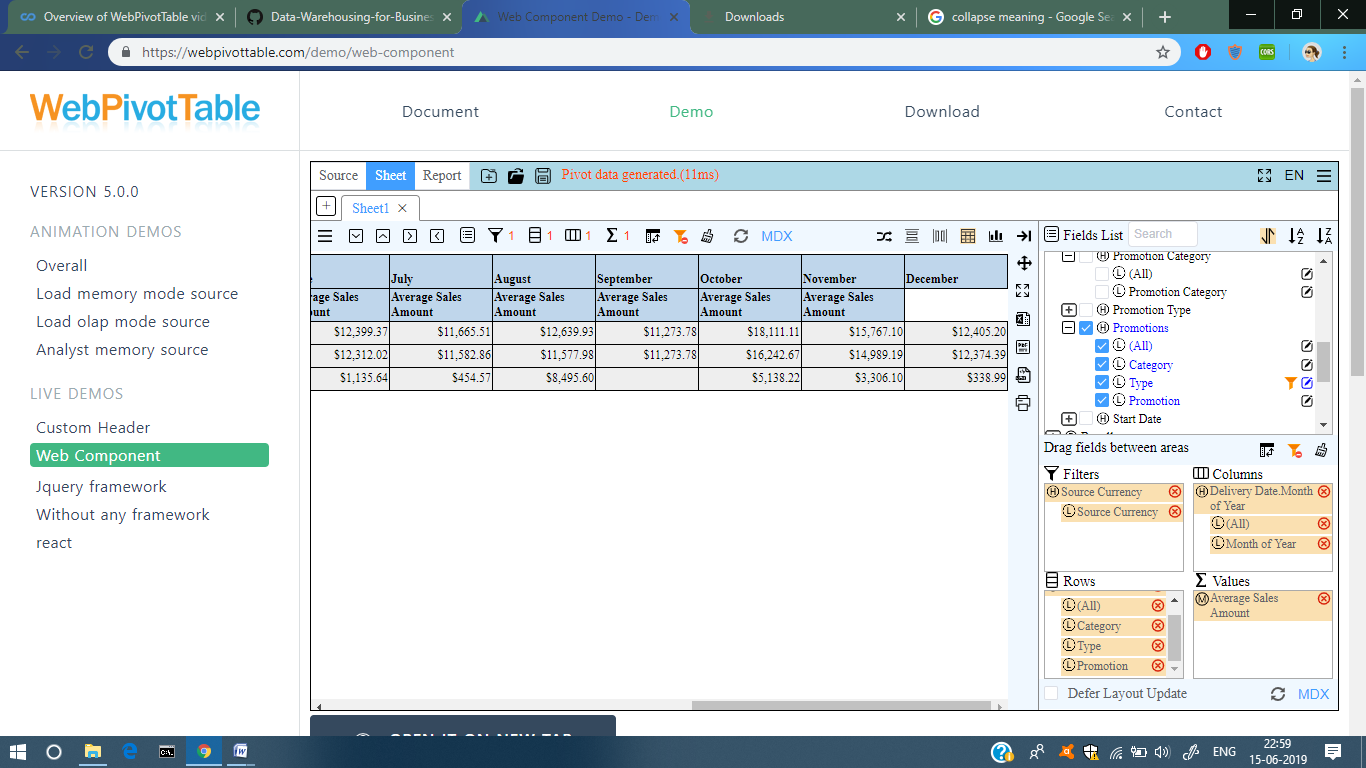 Overview of WebPivotTable vid
Data-Warehousing-for-Busines
Web Component Demo - Dem
Downloads
collapse meaning - Google Sea
https://webpivottable.com/demo/web-component
CORS
WebPivotTable
Document
Demo
Download
Contact
VERSION 5.0.0
ANIMATION DEMOS
Overall
Load memory mode source
Load olap mode source
Analyst memory source
LIVE DEMOS
Custom Header
Web Component
Jquery framework
Without any framework
react
Source Sheet Report Pivot data generated.(11ms) EN
Sheet1
1 1 1 1 MDX
July August September October November December
rage Sales Average Sales Average Sales Average Sales Average Sales Average Sales
ount Amount Amount Amount Amount Amount
$12,399.37 $11,665.51 $12,639.93 $11,273.78 $18,111.11 $15,767.10 $12,405.20
$12,312.02 $11,582.86 $11,577.98 $11,273.78 $16,242.67 $14,989.19 $12,374.39
$1,135.64 $454.57 $8,495.60 $5,138.22 $3,306.10 $338.99
Fields List Search
Promotion Category
(All)
Promotion Category
Promotion Type
Promotions
(All)
Category
Type
Promotion
Start Date
Drag fields between areas
Filters
Source Currency
Source Currency
Columns
Delivery Date.Month
of Year
(All)
Month of Year
Rows
(All)
Category
Type
Promotion
Values
Average Sales
Amount
Defer Layout Update MDX
ENG
22:59
15-06-2019